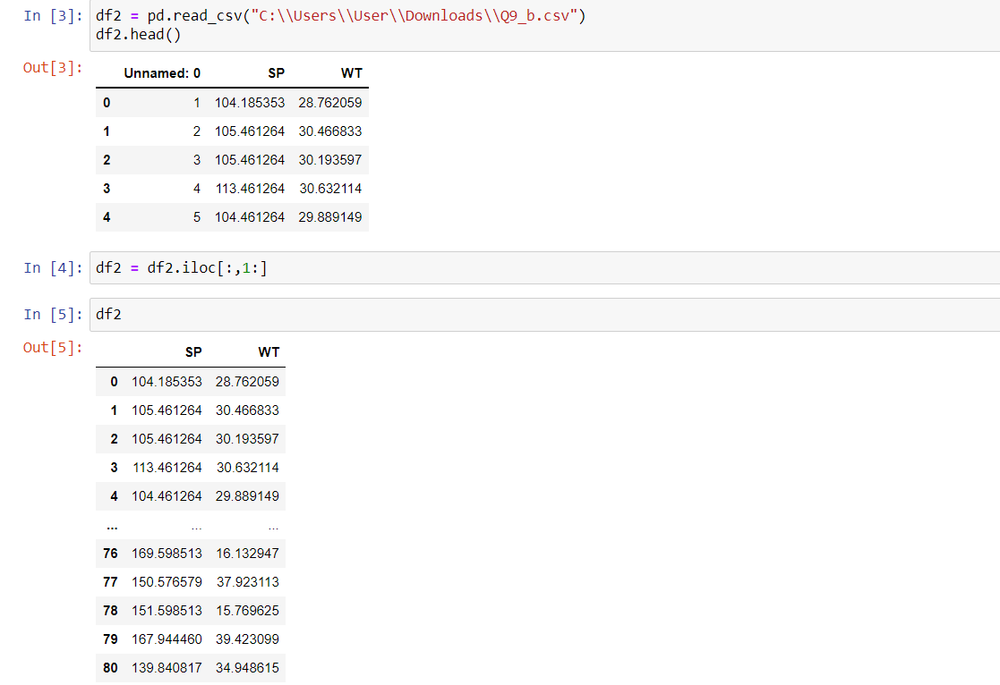 In [3]: df2 = pd.read_csv("C:\\Users\\User\\Downloads\\Q9_b.csv")
df2.head()
Out[3]:
Unnamed: 0 SP WT
0 1 104.185353 28.762059
1 2 105.461264 30.466833
2 3 105.461264 30.193597
3 4 113.461264 30.632114
4 5 104.461264 29.889149
In [4]: df2 = df2.iloc[:,1:]
In [5]: df2
Out[5]:
SP WT
0 104.185353 28.762059
1 105.461264 30.466833
2 105.461264 30.193597
3 113.461264 30.632114
4 104.461264 29.889149
... ... ...
76 169.598513 16.132947
77 150.576579 37.923113
78 151.598513 15.769625
79 167.944460 39.423099
80 139.840817 34.948615